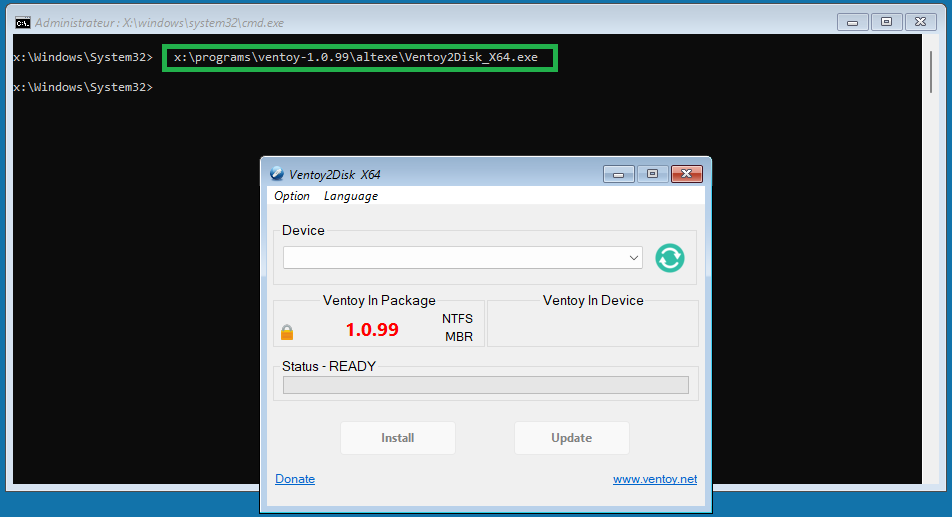 Administrateur : X:\windows\system32\cmd.exe
x:\Windows\System32> x:\programs\ventoy-1.0.99\altexe\Ventoy2Disk_X64.exe
x:\Windows\System32>
Ventoy2Disk X64
Option Language
Device
Ventoy In Package
Ventoy In Device
1.0.99
NTFS
MBR
Status - READY
Install
Update
Donate
www.ventoy.net